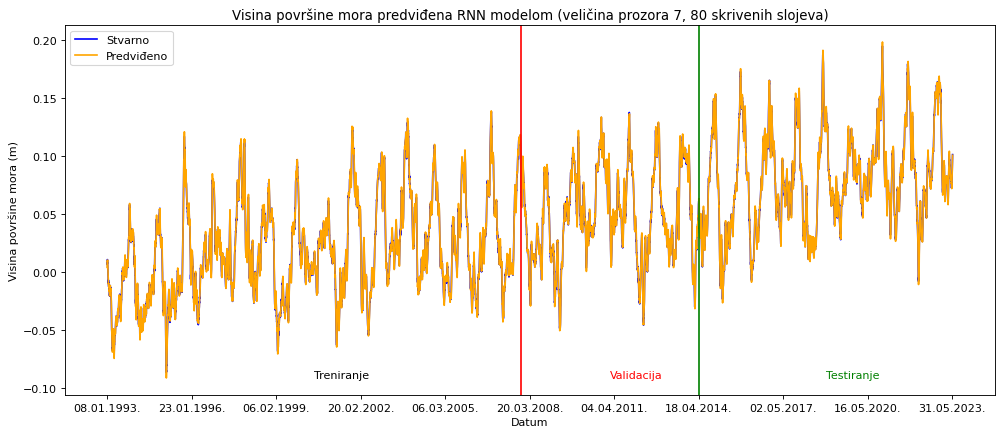 Visina površine mora predviđena RNN modelom (veličina prozora 7, 80 skrivenih slojeva)
Stvarno
Predviđeno
0.20
0.15
0.10
0.05
0.00
−0.05
−0.10
Visina površine mora (m)
Treniranje
Validacija
Testiranje
08.01.1993. 23.01.1996. 06.02.1999. 20.02.2002. 06.03.2005. 20.03.2008. 04.04.2011. 18.04.2014. 02.05.2017. 16.05.2020. 31.05.2023.
Datum